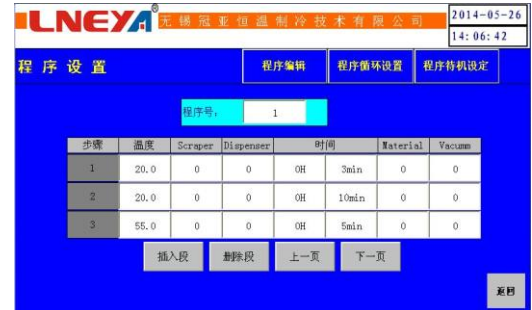 LNEYA® 无锡冠亚恒温制冷技术有限公司 2014-05-26
14:06:42
程序设置 程序编辑 程序循环设置 程序待机设定
程序号： 1
步骤 温度 Scraper Dispenser 时间 Material Vacuum
1 20.0 0 0 0H 3min 0 0
2 20.0 0 0 0H 10min 0 0
3 55.0 0 0 0H 5min 0 0
插入段 删除段 上一页 下一页
返回